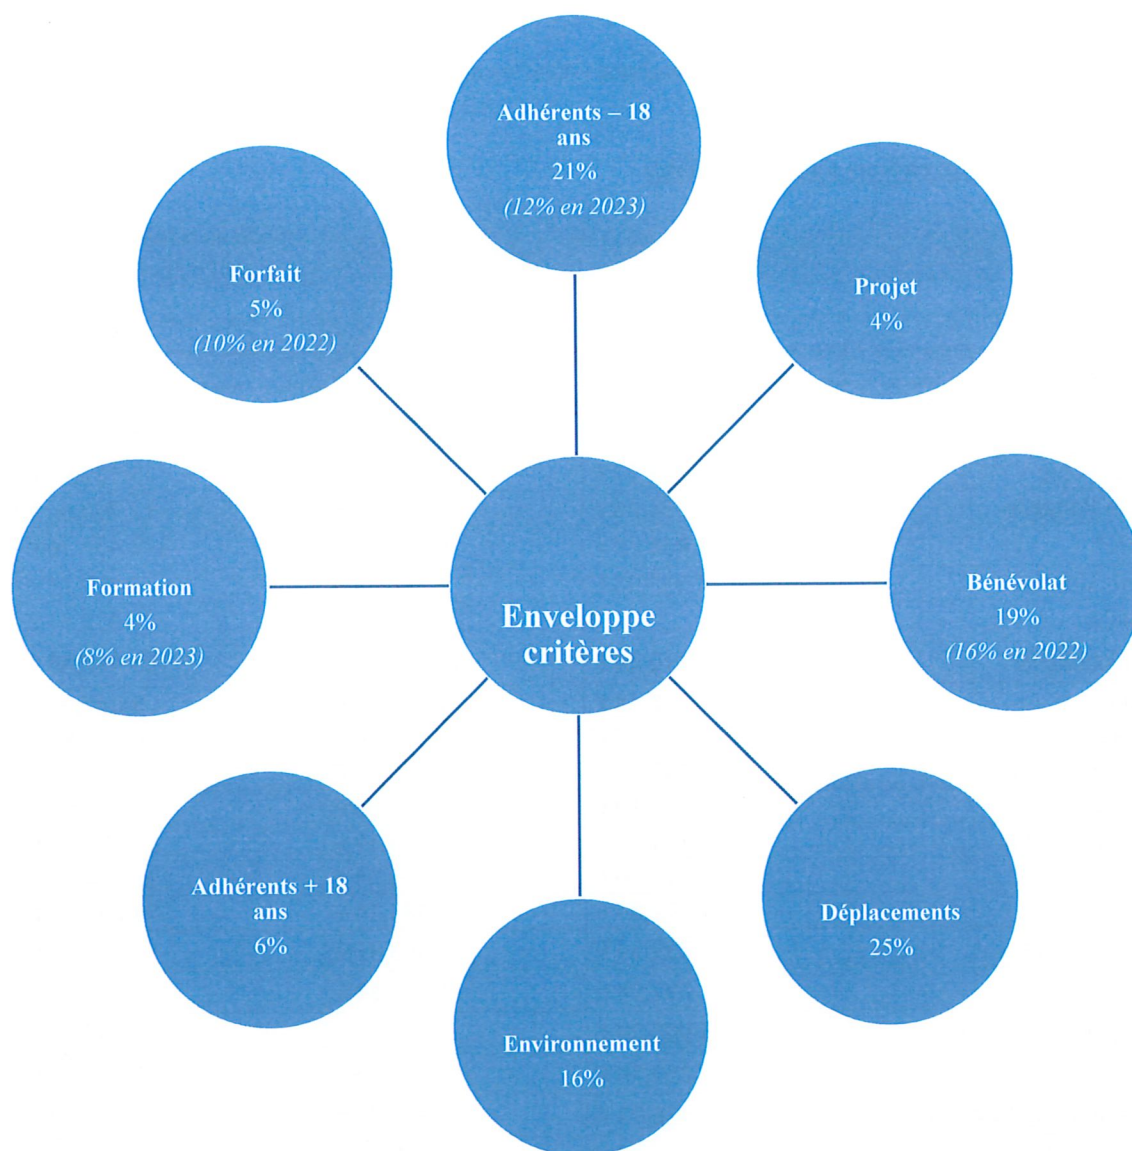 Adhérents – 18
ans
21%
(12% en 2023)
Projet
4%
Bénévolat
19%
(16% en 2022)
Déplacements
25%
Environnement
16%
Adhérents + 18
ans
6%
Formation
4%
(8% en 2023)
Forfait
5%
(10% en 2022)
Enveloppe
critères